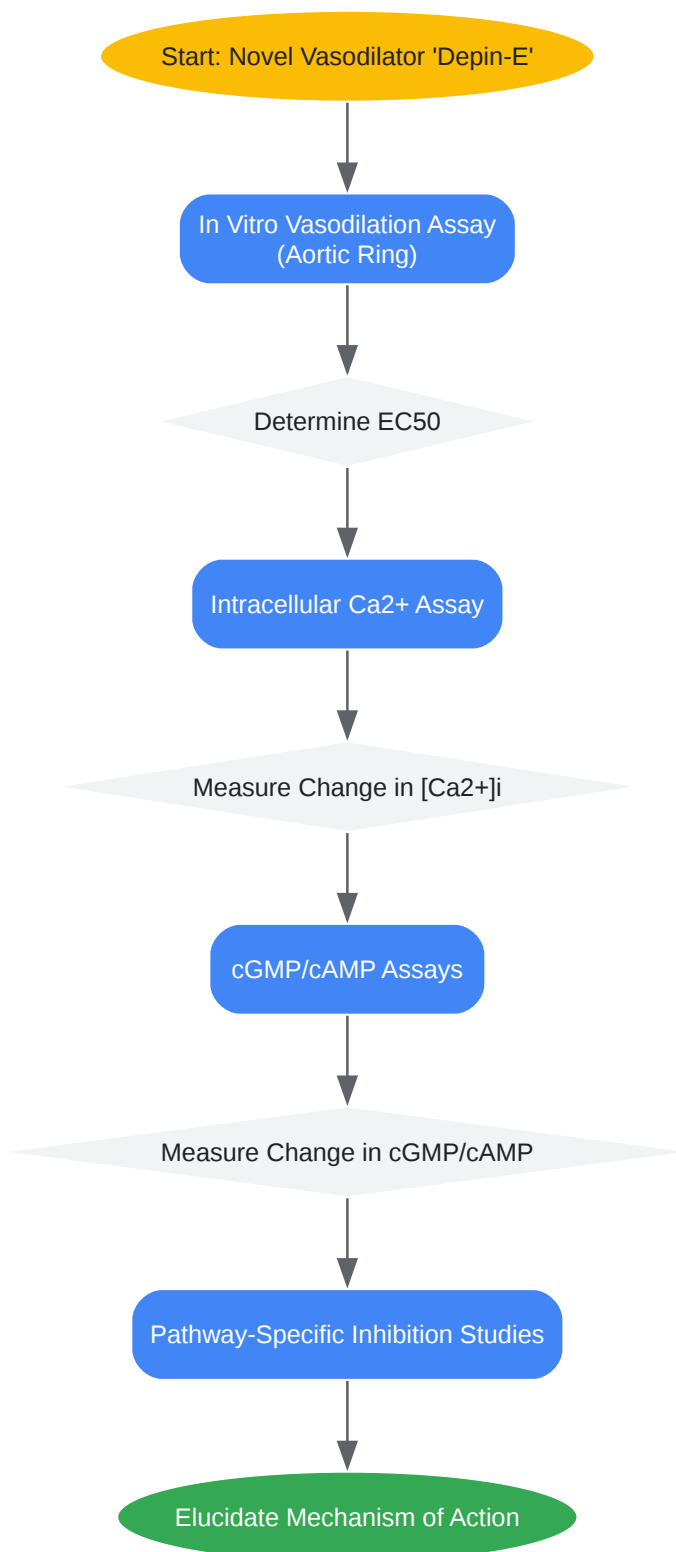 Start: Novel Vasodilator 'Depin-E'
In Vitro Vasodilation Assay
(Aortic Ring)
Determine EC50
Intracellular Ca2+ Assay
Measure Change in [Ca2+]i
cGMP/cAMP Assays
Measure Change in cGMP/cAMP
Pathway-Specific Inhibition Studies
Elucidate Mechanism of Action